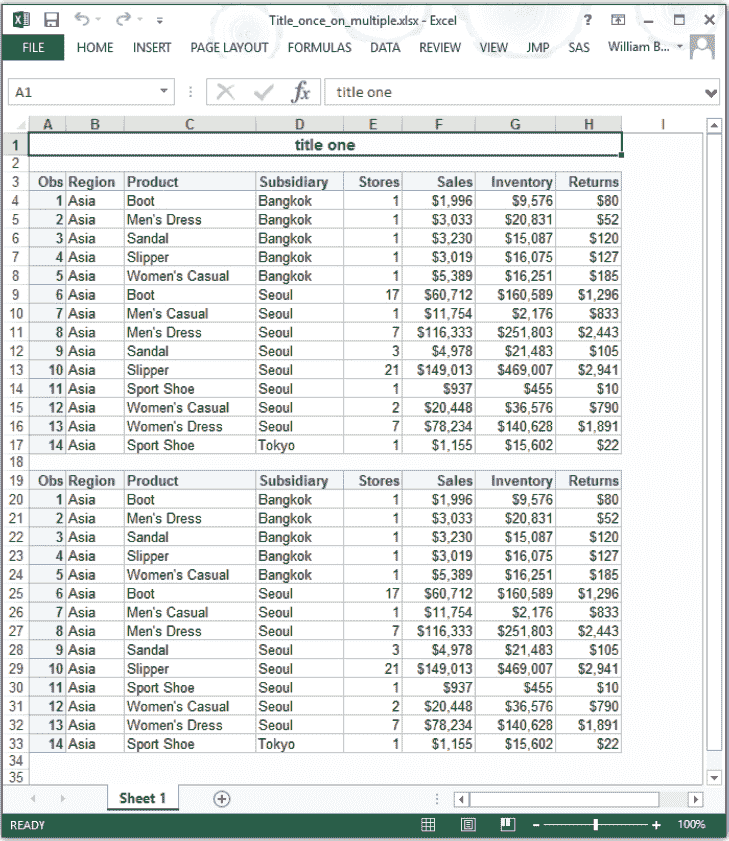 Title_once_on_multiple.xlsx - Excel
FILE HOME INSERT PAGE LAYOUT FORMULAS DATA REVIEW VIEW JMP SAS William B...
A1 fx title one
A B C D E F G H I
1 title one
2
3 Obs Region Product Subsidiary Stores Sales Inventory Returns
4 1 Asia Boot Bangkok 1 $1,996 $9,576 $80
5 2 Asia Men's Dress Bangkok 1 $3,033 $20,831 $52
6 3 Asia Sandal Bangkok 1 $3,230 $15,087 $120
7 4 Asia Slipper Bangkok 1 $3,019 $16,075 $127
8 5 Asia Women's Casual Bangkok 1 $5,389 $16,251 $185
9 6 Asia Boot Seoul 17 $60,712 $160,589 $1,296
10 7 Asia Men's Casual Seoul 1 $11,754 $2,176 $833
11 8 Asia Men's Dress Seoul 7 $116,333 $251,803 $2,443
12 9 Asia Sandal Seoul 3 $4,978 $21,483 $105
13 10 Asia Slipper Seoul 21 $149,013 $469,007 $2,941
14 11 Asia Sport Shoe Seoul 1 $937 $455 $10
15 12 Asia Women's Casual Seoul 2 $20,448 $36,576 $790
16 13 Asia Women's Dress Seoul 7 $78,234 $140,628 $1,891
17 14 Asia Sport Shoe Tokyo 1 $1,155 $15,602 $22
18
19 Obs Region Product Subsidiary Stores Sales Inventory Returns
20 1 Asia Boot Bangkok 1 $1,996 $9,576 $80
21 2 Asia Men's Dress Bangkok 1 $3,033 $20,831 $52
22 3 Asia Sandal Bangkok 1 $3,230 $15,087 $120
23 4 Asia Slipper Bangkok 1 $3,019 $16,075 $127
24 5 Asia Women's Casual Bangkok 1 $5,389 $16,251 $185
25 6 Asia Boot Seoul 17 $60,712 $160,589 $1,296
26 7 Asia Men's Casual Seoul 1 $11,754 $2,176 $833
27 8 Asia Men's Dress Seoul 7 $116,333 $251,803 $2,443
28 9 Asia Sandal Seoul 3 $4,978 $21,483 $105
29 10 Asia Slipper Seoul 21 $149,013 $469,007 $2,941
30 11 Asia Sport Shoe Seoul 1 $937 $455 $10
31 12 Asia Women's Casual Seoul 2 $20,448 $36,576 $790
32 13 Asia Women's Dress Seoul 7 $78,234 $140,628 $1,891
33 14 Asia Sport Shoe Tokyo 1 $1,155 $15,602 $22
34
35
Sheet 1
READY 100%